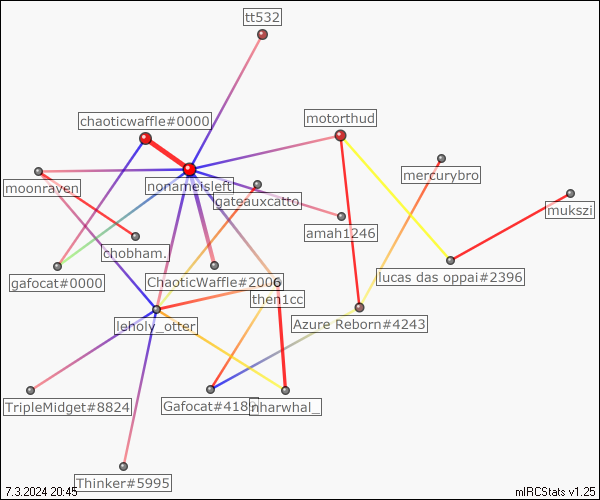 tt532
chaoticwaffle#0000
motorthud
mercurybro
moonraven
nonameisleft
gateauxcatto
mukszi
amah1246
chobham.
gafocat#0000
ChaoticWaffle#2006
lucas das oppai#2396
then1cc
leholy_otter
Azure Reborn#4243
TripleMidget#8824
Gafocat#418
nharwhal_
Thinker#5995
7.3.2024 20:45
mIRCStats v1.25